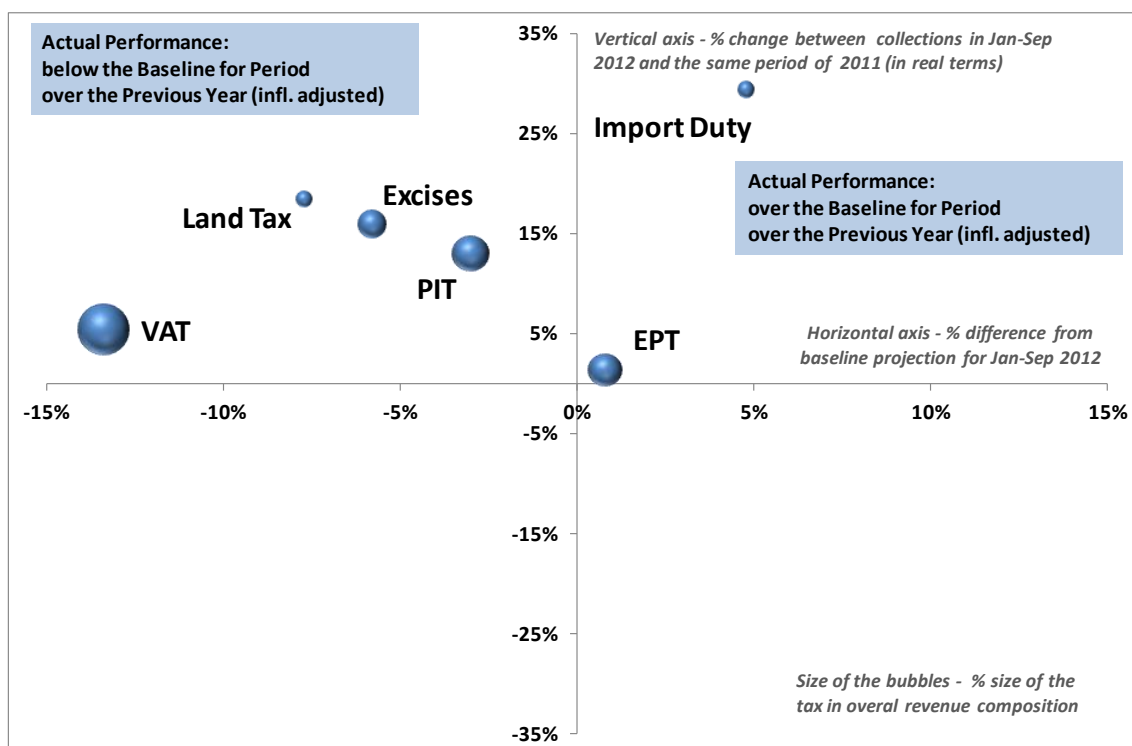 Actual Performance:
below the Baseline for Period
over the Previous Year (infl. adjusted)
35%
Vertical axis - % change between collections in Jan-Sep
2012 and the same period of 2011 (in real terms)
Import Duty
25%
Actual Performance:
over the Baseline for Period
over the Previous Year (infl. adjusted)
Land Tax
Excises
15%
PIT
VAT
5%
EPT
Horizontal axis - % difference from
baseline projection for Jan-Sep 2012
-15%
-10%
-5%
0%
5%
10%
15%
-5%
-15%
-25%
Size of the bubbles - % size of the
tax in overal revenue composition
-35%